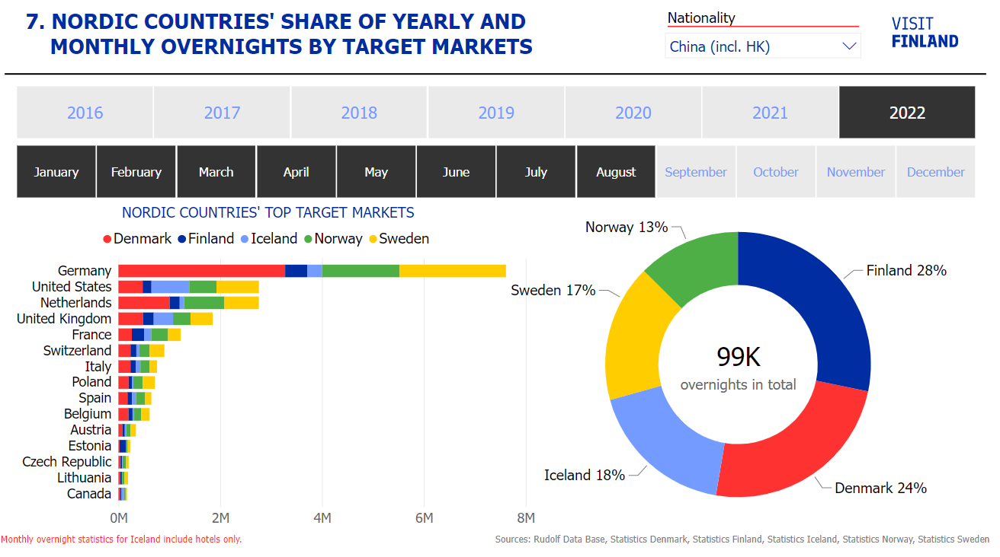 7. NORDIC COUNTRIES' SHARE OF YEARLY AND
MONTHLY OVERNIGHTS BY TARGET MARKETS
Nationality
China (incl. HK)
VISIT
FINLAND
2016 2017 2018 2019 2020 2021 2022
January February March April May June July August September October November December
NORDIC COUNTRIES' TOP TARGET MARKETS
Denmark Finland Iceland Norway Sweden
Germany
United States
Netherlands
United Kingdom
France
Switzerland
Italy
Poland
Spain
Belgium
Austria
Estonia
Czech Republic
Lithuania
Canada
0M 2M 4M 6M 8M
Norway 13%
Finland 28%
Sweden 17%
99K
overnights in total
Iceland 18%
Denmark 24%
Monthly overnight statistics for Iceland include hotels only.
Sources: Rudolf Data Base, Statistics Denmark, Statistics Finland, Statistics Iceland, Statistics Norway, Statistics Sweden